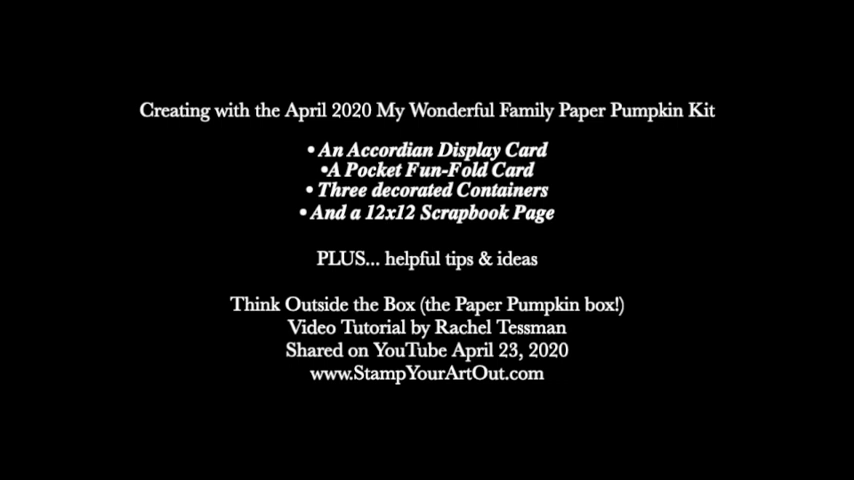 Creating with the April 2020 My Wonderful Family Paper Pumpkin Kit
• An Accordian Display Card
•A Pocket Fun-Fold Card
• Three decorated Containers
• And a 12x12 Scrapbook Page
PLUS... helpful tips & ideas
Think Outside the Box (the Paper Pumpkin box!)
Video Tutorial by Rachel Tessman
Shared on YouTube April 23, 2020
www.StampYourArtOut.com